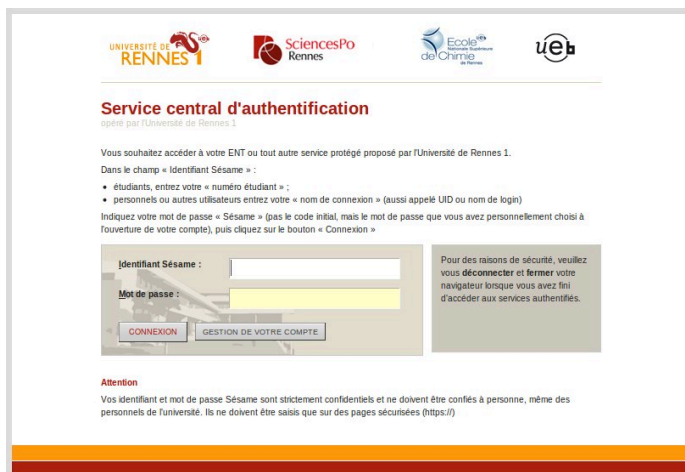 UNIVERSITÉ DE
RENNES 1
ueb
SciencesPo
Rennes
Ecole
Nationale Supérieure
de Chimie
de Rennes
ueb
Service central d'authentification
opéré par l'Université de Rennes 1
Vous souhaitez accéder à votre ENT ou tout autre service protégé proposé par l'Université de Rennes 1.
Dans le champ « Identifiant Sésame » :
• étudiants, entrez votre « numéro étudiant » ;
• personnels ou autres utilisateurs entrez votre « nom de connexion » (aussi appelé UID ou nom de login)
Indiquez votre mot de passe « Sésame » (pas le code initial, mais le mot de passe que vous avez personnellement choisi à
l'ouverture de votre compte), puis cliquez sur le bouton « Connexion »
Identifiant Sésame :
Mot de passe :
CONNEXION
GESTION DE VOTRE COMPTE
Pour des raisons de sécurité, veuillez
vous déconnecter et fermer votre
navigateur lorsque vous avez fini
d'accéder aux services authentifiés.
Attention
Vos identifiant et mot de passe Sésame sont strictement confidentiels et ne doivent être confiés à personne, même des
personnels de l'université. Ils ne doivent être saisis que sur des pages sécurisées (https://)